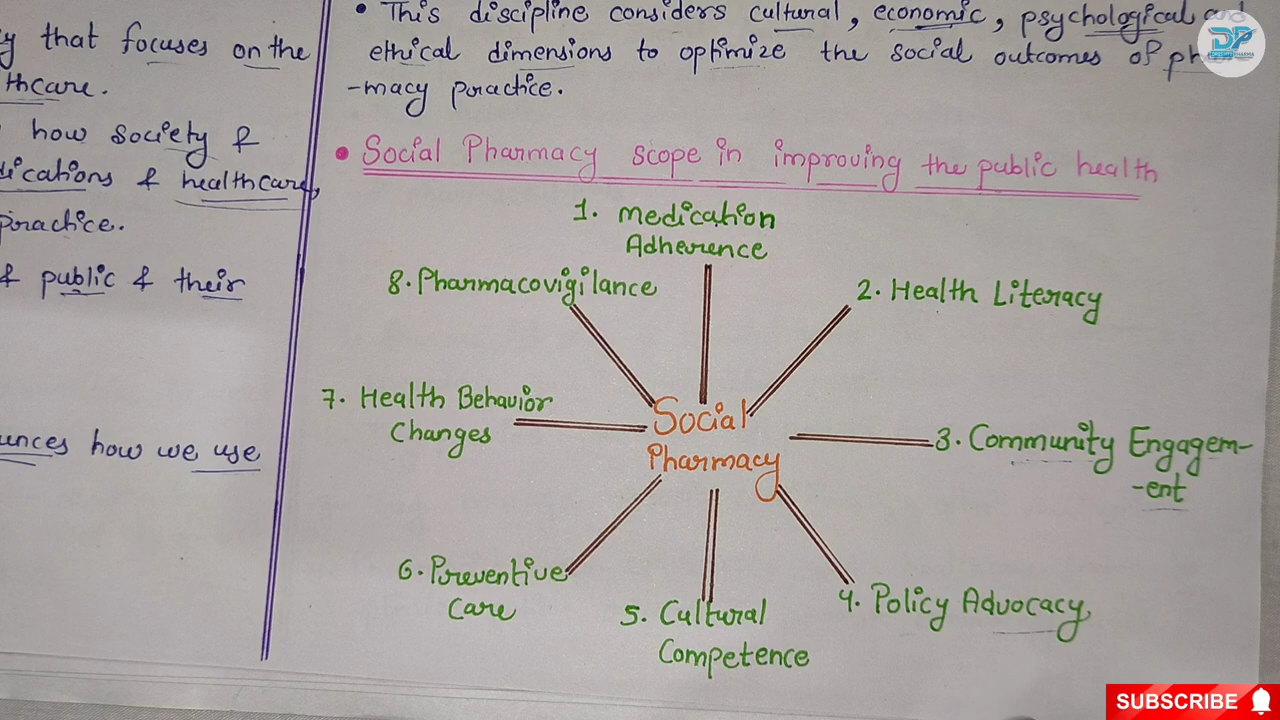 y that focuses on the
thcare.
how society &
dications & healthcare,
practice.
& public & their
unces how we use
• This discipline considers cultural, economic, psychological and
ethical dimensions to optimize the social outcomes of phar
-macy practice.
• Social Pharmacy scope in improving the public health
1. Medication
Adherence
8. Pharmacovigilance
2. Health Literacy
7. Health Behavior
Changes
Social
Pharmacy
3. Community Engagem-
-ent
6. Preventive
Care
5. Cultural
Competence
4. Policy Advocacy
DP
SUBSCRIBE